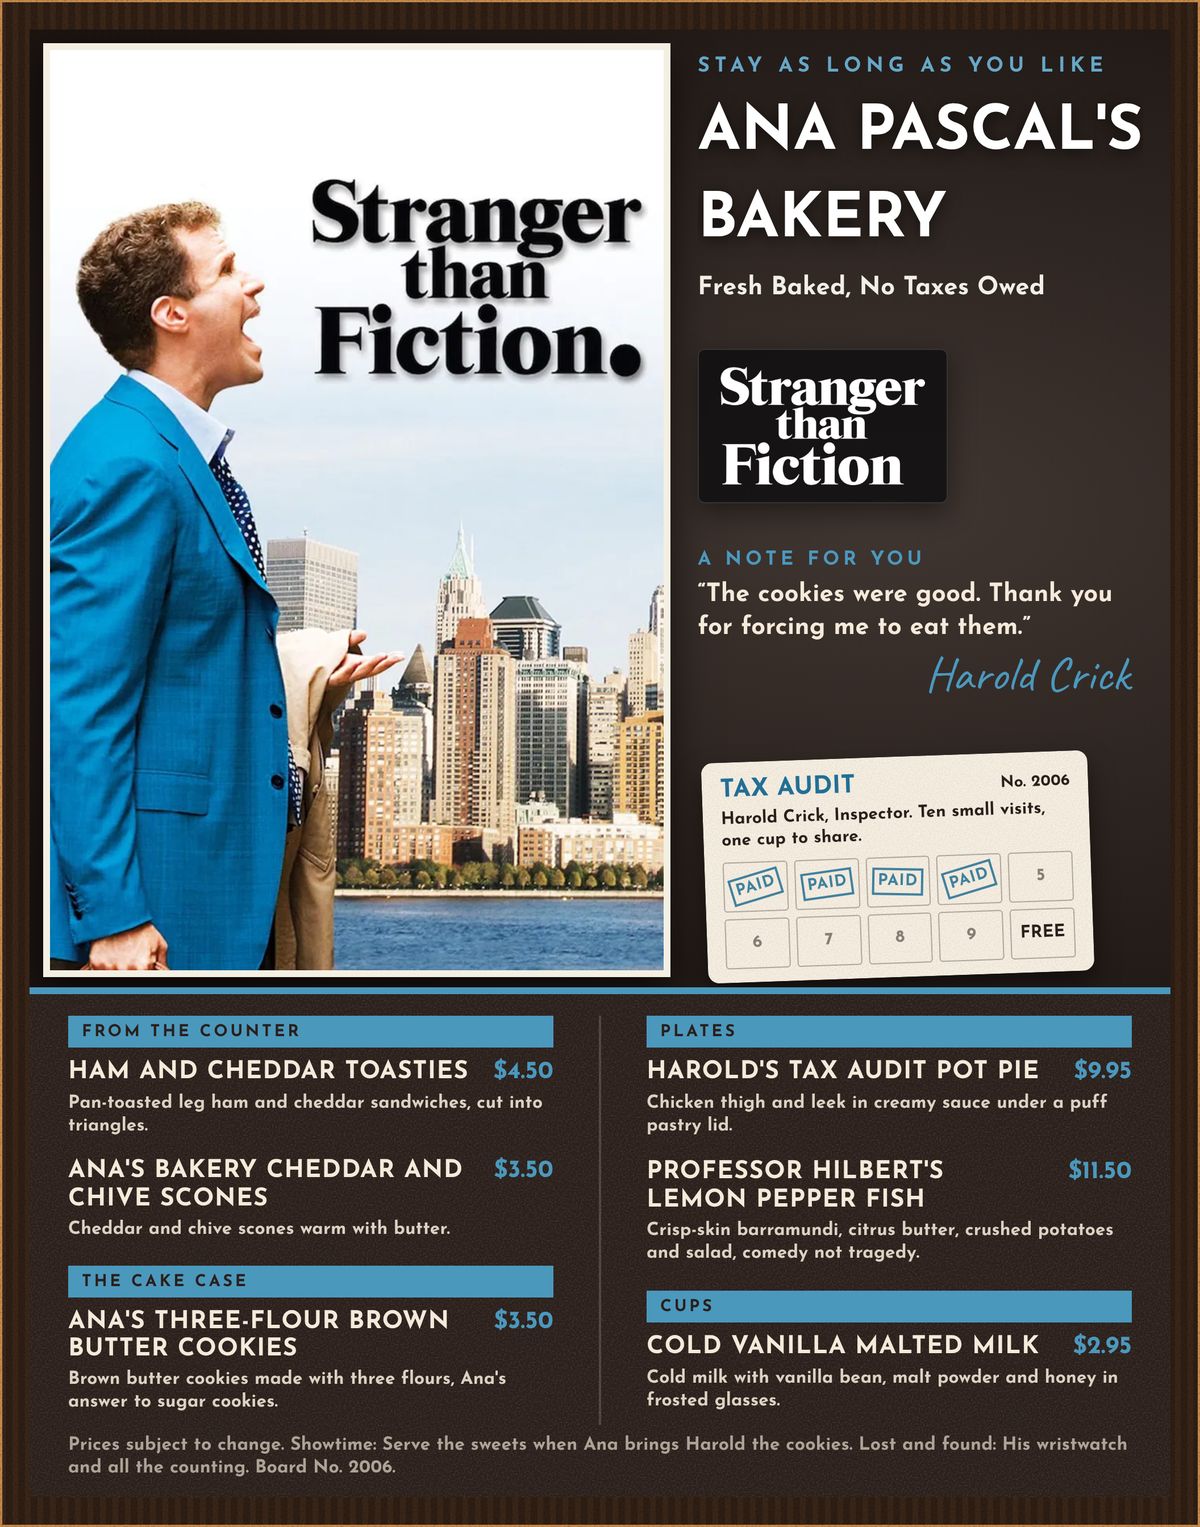 Stranger
than
Fiction.
STAY AS LONG AS YOU LIKE
ANA PASCAL'S
BAKERY
Fresh Baked, No Taxes Owed
Stranger
than
Fiction
A NOTE FOR YOU
“The cookies were good. Thank you
for forcing me to eat them.”
Harold Crick
TAX AUDIT
No. 2006
Harold Crick, Inspector. Ten small visits,
one cup to share.
PAID PAID PAID PAID 5
6 7 8 9 FREE
FROM THE COUNTER
HAM AND CHEDDAR TOASTIES $4.50
Pan-toasted leg ham and cheddar sandwiches, cut into
triangles.
ANA'S BAKERY CHEDDAR AND $3.50
CHIVE SCONES
Cheddar and chive scones warm with butter.
THE CAKE CASE
ANA'S THREE-FLOUR BROWN $3.50
BUTTER COOKIES
Brown butter cookies made with three flours, Ana's
answer to sugar cookies.
PLATES
HAROLD'S TAX AUDIT POT PIE $9.95
Chicken thigh and leek in creamy sauce under a puff
pastry lid.
PROFESSOR HILBERT'S $11.50
LEMON PEPPER FISH
Crisp-skin barramundi, citrus butter, crushed potatoes
and salad, comedy not tragedy.
CUPS
COLD VANILLA MALTED MILK $2.95
Cold milk with vanilla bean, malt powder and honey in
frosted glasses.
Prices subject to change. Showtime: Serve the sweets when Ana brings Harold the cookies. Lost and found: His wristwatch
and all the counting. Board No. 2006.